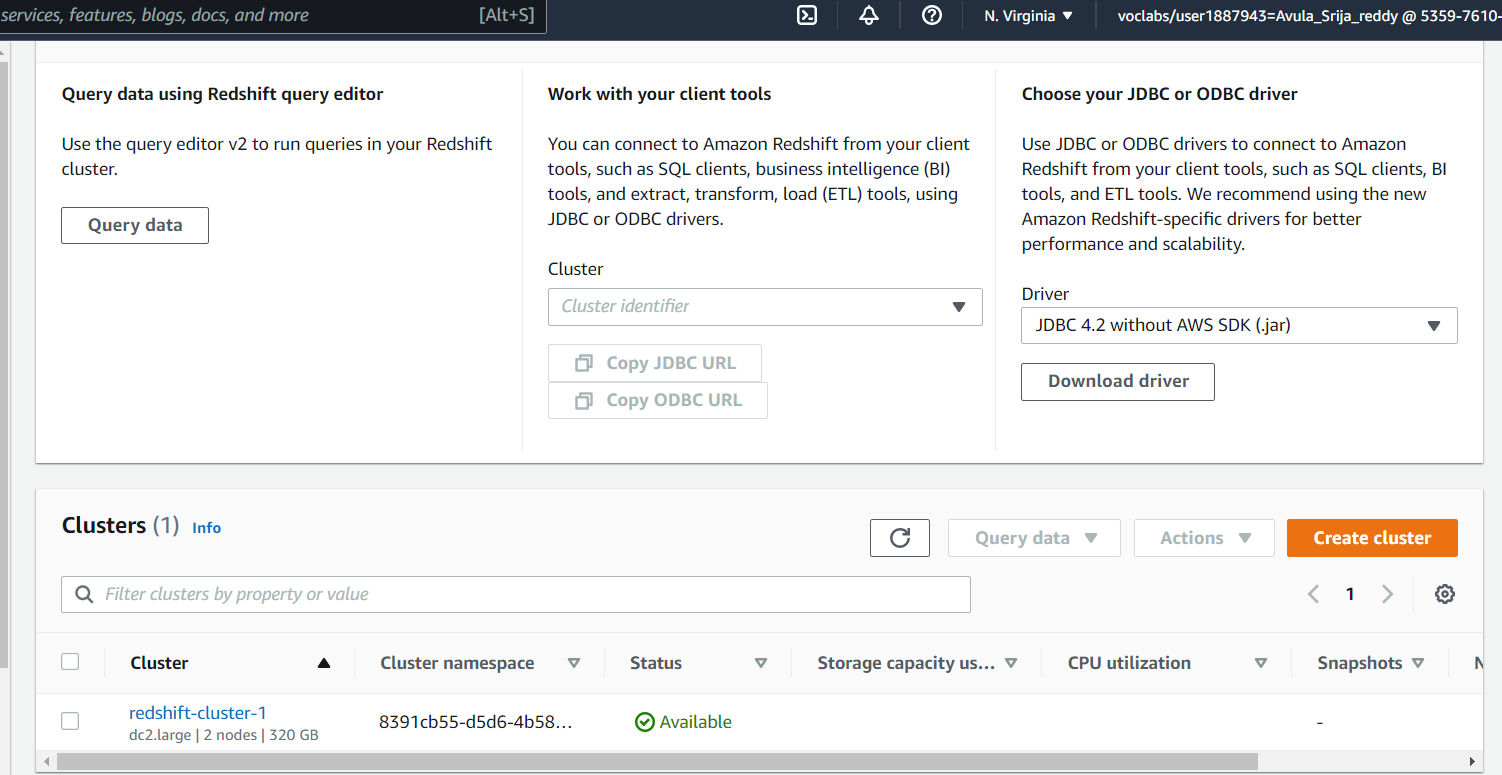 services, features, blogs, docs, and more [Alt+S] N. Virginia voclabs/user1887943=Avula_Srija_reddy @ 5359-7610-
Query data using Redshift query editor
Use the query editor v2 to run queries in your Redshift
cluster.
Query data
Work with your client tools
You can connect to Amazon Redshift from your client
tools, such as SQL clients, business intelligence (BI)
tools, and extract, transform, load (ETL) tools, using
JDBC or ODBC drivers.
Cluster
Cluster identifier
Copy JDBC URL
Copy ODBC URL
Choose your JDBC or ODBC driver
Use JDBC or ODBC drivers to connect to Amazon
Redshift from your client tools, such as SQL clients, BI
tools, and ETL tools. We recommend using the new
Amazon Redshift-specific drivers for better
performance and scalability.
Driver
JDBC 4.2 without AWS SDK (.jar)
Download driver
Clusters (1) Info
Query data Actions Create cluster
Filter clusters by property or value 1
Cluster Cluster namespace Status Storage capacity us... CPU utilization Snapshots N
redshift-cluster-1 8391cb55-d5d6-4b58... Available -
dc2.large | 2 nodes | 320 GB